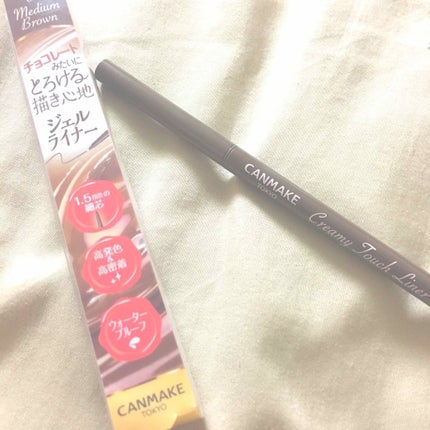 Medium
Brown
チョコレート
みたいに
とろける
描き心地
ジェル
ライナー
1.5mmの
細芯
高発色&
高密着
ウォーター
プルーフ
CANMAKE
TOKYO
CANMAKE
TOKYO
Creamy Touch Liner